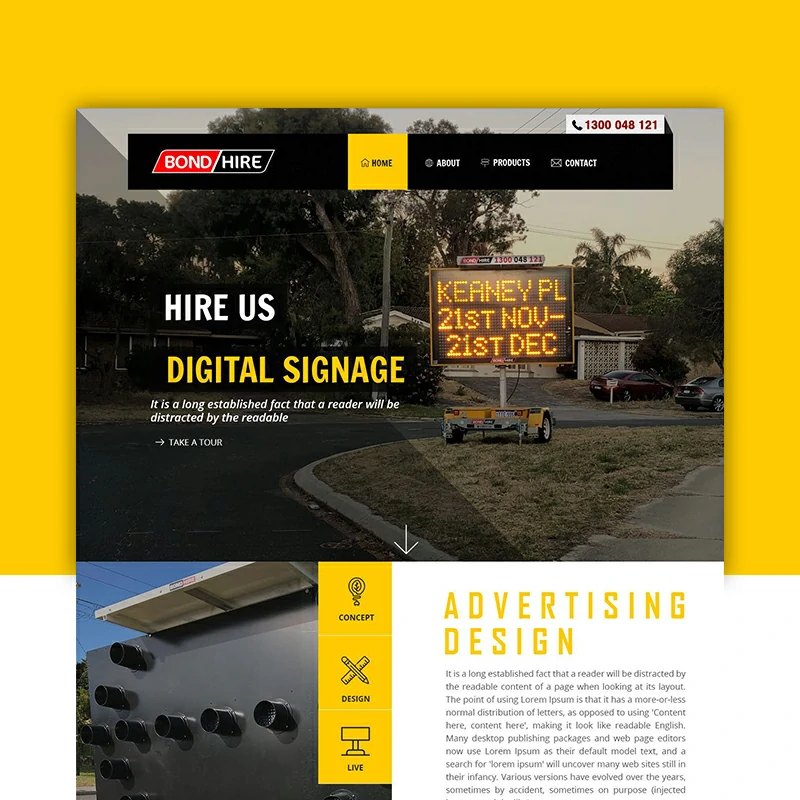 1300 048 121
BOND HIRE
HOME
ABOUT
PRODUCTS
CONTACT
BOND HIRE 1300 048 121
KEANEY PL
21ST NOV-
21ST DEC
BOND HIRE
HIRE US
DIGITAL SIGNAGE
It is a long established fact that a reader will be
distracted by the readable
TAKE A TOUR
CONCEPT
DESIGN
LIVE
ADVERTISING
DESIGN
It is a long established fact that a reader will be distracted by
the readable content of a page when looking at its layout.
The point of using Lorem Ipsum is that it has a more-or-less
normal distribution of letters, as opposed to using 'Content
here, content here', making it look like readable English.
Many desktop publishing packages and web page editors
now use Lorem Ipsum as their default model text, and a
search for 'lorem ipsum' will uncover many web sites still in
their infancy. Various versions have evolved over the years,
sometimes by accident, sometimes on purpose (injected